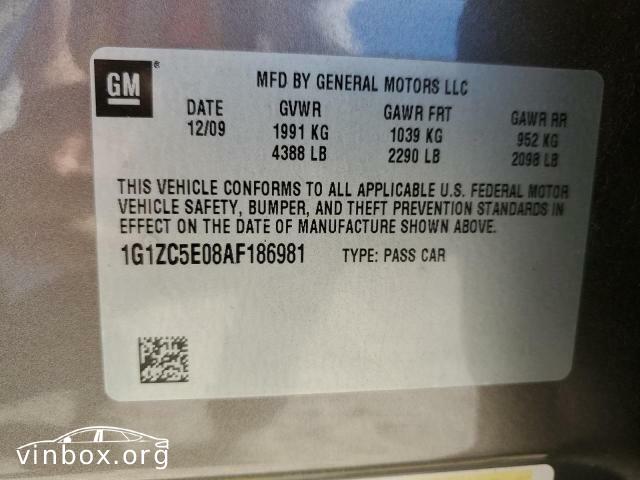 GM ®
MFD BY GENERAL MOTORS LLC
DATE GVWR GAWR FRT GAWR RR
12/09 1991 KG 1039 KG 952 KG
4388 LB 2290 LB 2098 LB
THIS VEHICLE CONFORMS TO ALL APPLICABLE U.S. FEDERAL MOTOR
VEHICLE SAFETY, BUMPER, AND THEFT PREVENTION STANDARDS IN
EFFECT ON THE DATE OF MANUFACTURE SHOWN ABOVE.
1G1ZC5E08AF186981 TYPE: PASS CAR
vinbox.org